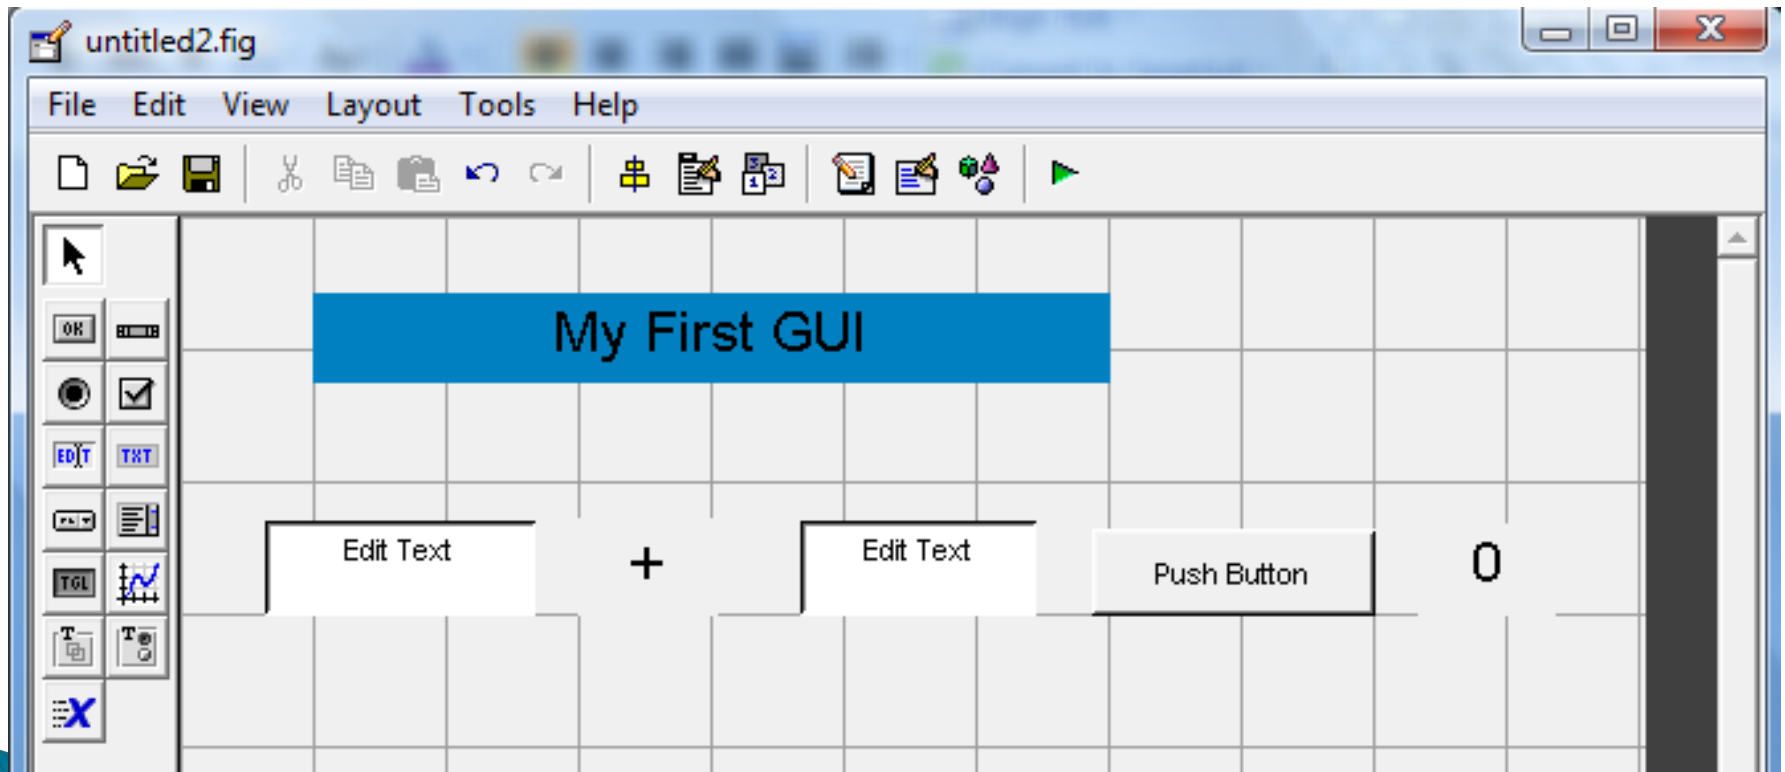 untitled2.fig
File Edit View Layout Tools Help
My First GUI
OK
EDIT TXT
Edit Text + Edit Text Push Button 0
TGL
T T
X